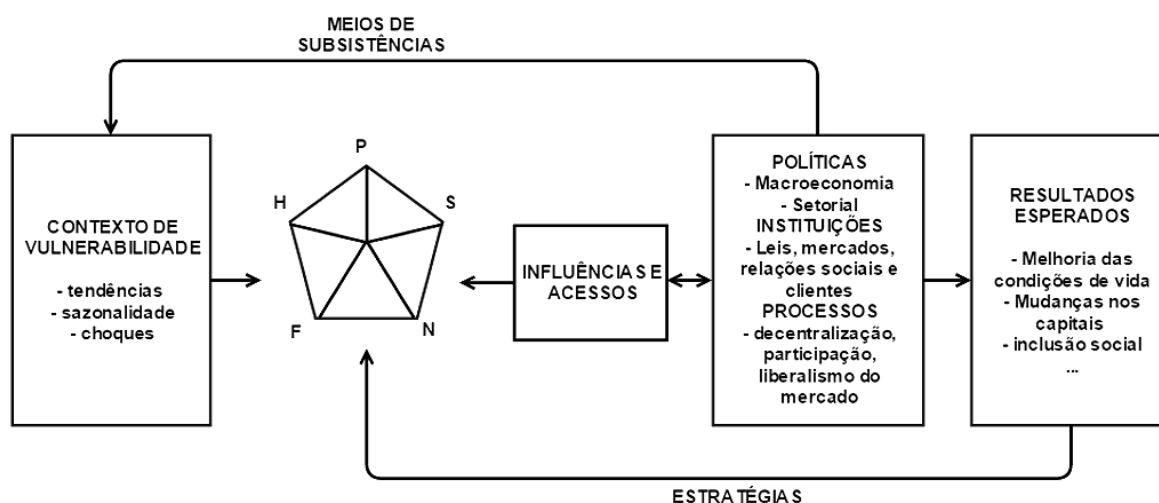 MEIOS DE
SUBSISTÊNCIAS
CONTEXTO DE
VULNERABILIDADE
- tendências
- sazonalidade
- choques
P
H
S
F
N
INFLUÊNCIAS E
ACESSOS
POLÍTICAS
- Macroeconomia
- Setorial
INSTITUIÇÕES
- Leis, mercados,
relações sociais e
clientes
PROCESSOS
- decentralização,
participação,
liberalismo do
mercado
RESULTADOS
ESPERADOS
- Melhoria das
condições de vida
- Mudanças nos
capitais
- inclusão social
...
ESTRATÉGIAS